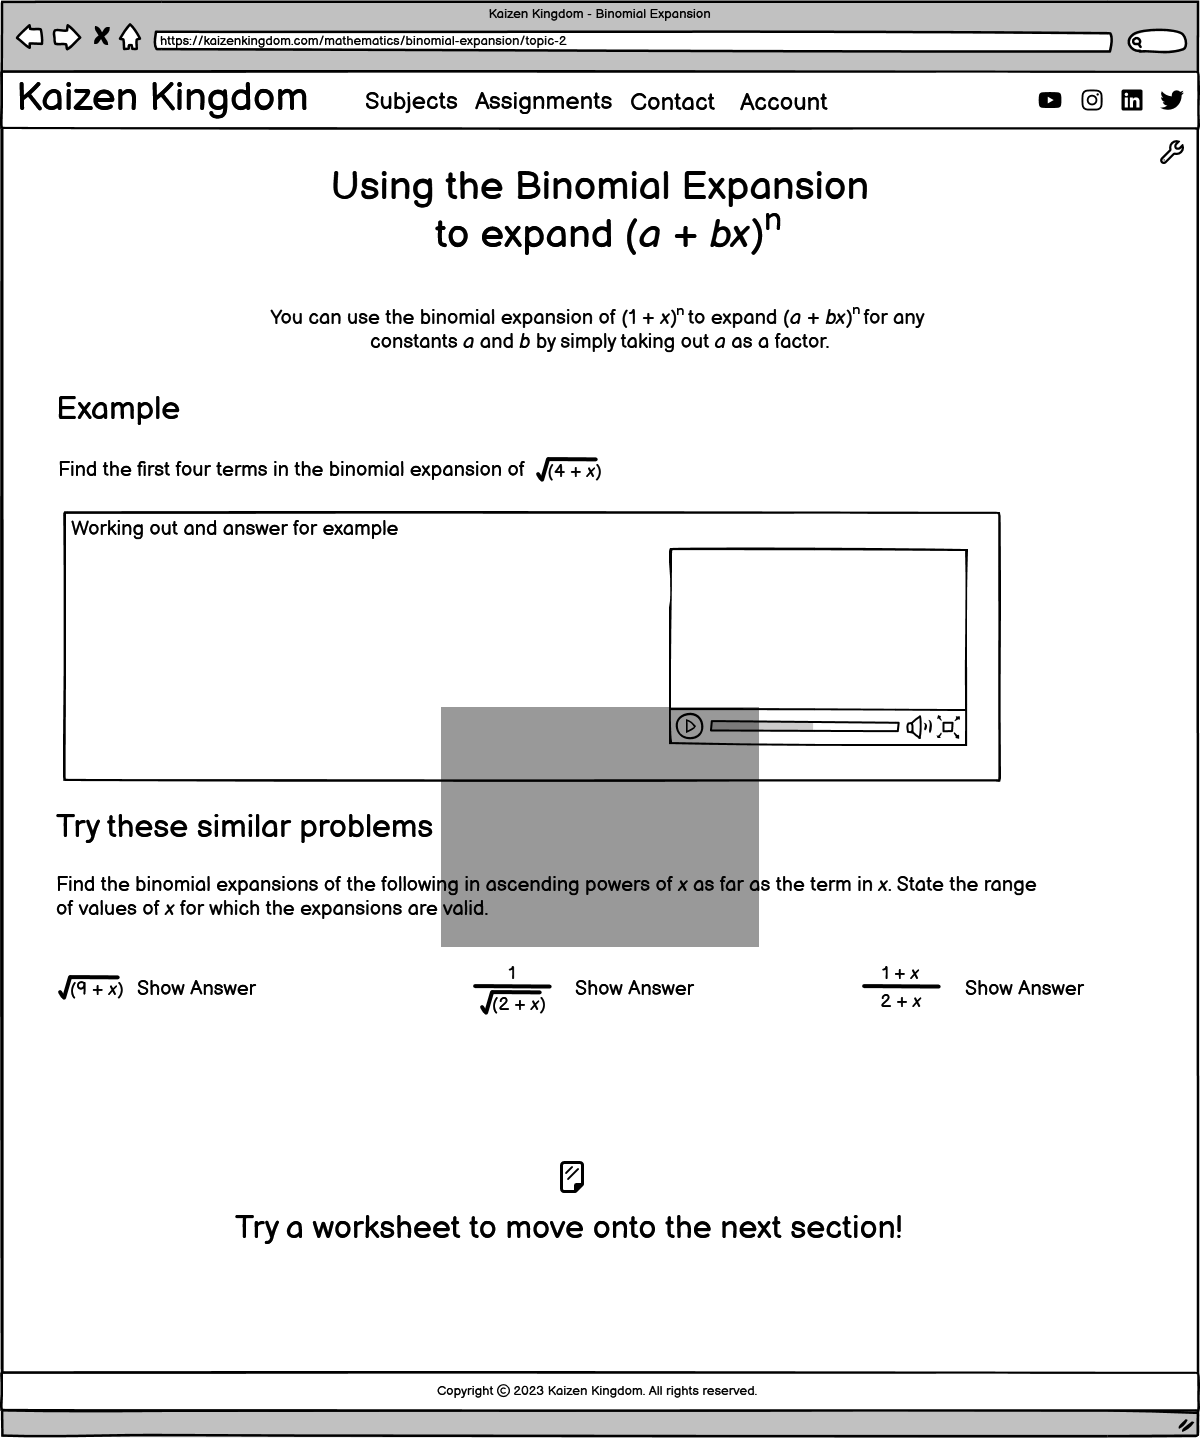 Kaizen Kingdom - Binomial Expansion
https://kaizenkingdom.com/mathematics/binomial-expansion/topic-2
Kaizen Kingdom Subjects Assignments Contact Account
Using the Binomial Expansion
to expand (a + bx)ⁿ
You can use the binomial expansion of (1 + x)ⁿ to expand (a + bx)ⁿ for any
constants a and b by simply taking out a as a factor.
Example
Find the first four terms in the binomial expansion of √(4 + x)
Working out and answer for example
Try these similar problems
Find the binomial expansions of the following in ascending powers of x as far as the term in x. State the range
of values of x for which the expansions are valid.
√(9 + x) Show Answer 1/√(2 + x) Show Answer 1 + x/2 + x Show Answer
Try a worksheet to move onto the next section!
Copyright © 2023 Kaizen Kingdom. All rights reserved.